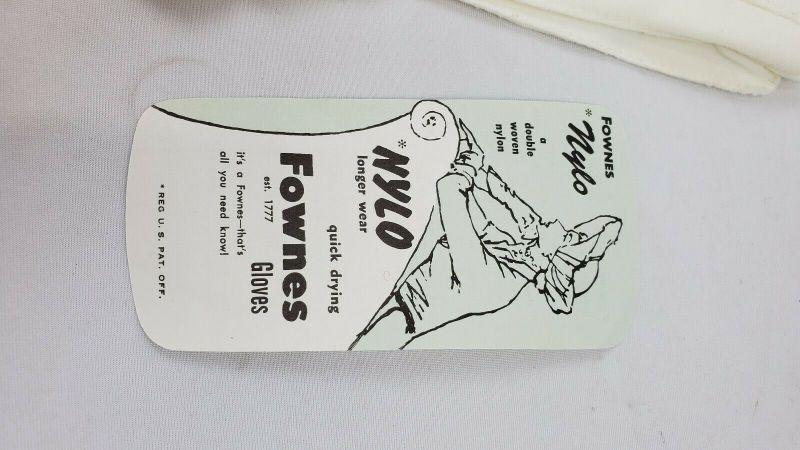 FOWNES
*Nylo
a
double
woven
nylon
*NYLO
longer wear
quick drying
Fownes
est. 1777 Gloves
it's a Fownes—that's
all you need know!
* REG U. S. PAT. OFF.